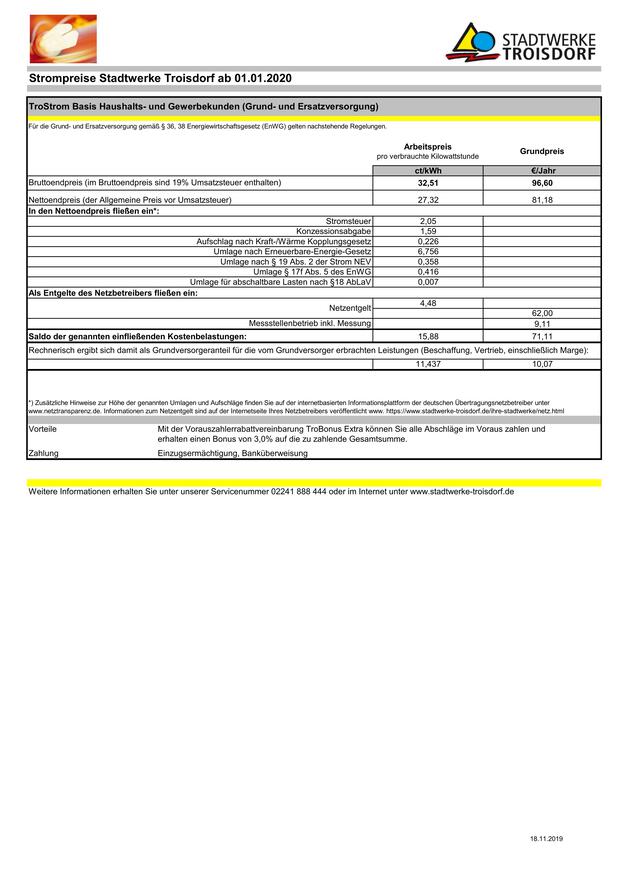 STADTWERKE
TROISDORF
Strompreise Stadtwerke Troisdorf ab 01.01.2020
TroStrom Basis Haushalts- und Gewerbekunden (Grund- und Ersatzversorgung)
Für die Grund- und Ersatzversorgung gemäß § 36, 38 Energiewirtschaftsgesetz (EnWG) gelten nachstehende Regelungen.
Arbeitspreis
pro verbrauchte Kilowattstunde
Grundpreis
ct/kWh €/Jahr
Bruttoendpreis (im Bruttoendpreis sind 19% Umsatzsteuer enthalten) 32,51 96,60
Nettoendpreis (der Allgemeine Preis vor Umsatzsteuer) 27,32 81,18
In den Nettoendpreis fließen ein*:
Stromsteuer 2,05
Konzessionsabgabe 1,59
Aufschlag nach Kraft-/Wärme Kopplungsgesetz 0,226
Umlage nach Erneuerbare-Energie-Gesetz 6,756
Umlage nach § 19 Abs. 2 der Strom NEV 0,358
Umlage § 17f Abs. 5 des EnWG 0,416
Umlage für abschaltbare Lasten nach §18 AbLaV 0,007
Als Entgelte des Netzbetreibers fließen ein:
Netzentgelt 4,48
62,00
Messstellenbetrieb inkl. Messung 9,11
Saldo der genannten einfließenden Kostenbelastungen: 15,88 71,11
Rechnerisch ergibt sich damit als Grundversorgeranteil für die vom Grundversorger erbrachten Leistungen (Beschaffung, Vertrieb, einschließlich Marge):
11,437 10,07
*) Zusätzliche Hinweise zur Höhe der genannten Umlagen und Aufschläge finden Sie auf der internetbasierten Informationsplattform der deutschen Übertragungsnetzbetreiber unter
www.netztransparenz.de. Informationen zum Netzentgelt sind auf der Internetseite Ihres Netzbetreibers veröffentlicht www. https://www.stadtwerke-troisdorf.de/ihre-stadtwerke/netz.html
Vorteile Mit der Vorauszahlerrabattvereinbarung TroBonus Extra können Sie alle Abschläge im Voraus zahlen und
erhalten einen Bonus von 3,0% auf die zu zahlende Gesamtsumme.
Zahlung Einzugsermächtigung, Banküberweisung
Weitere Informationen erhalten Sie unter unserer Servicenummer 02241 888 444 oder im Internet unter www.stadtwerke-troisdorf.de
18.11.2019